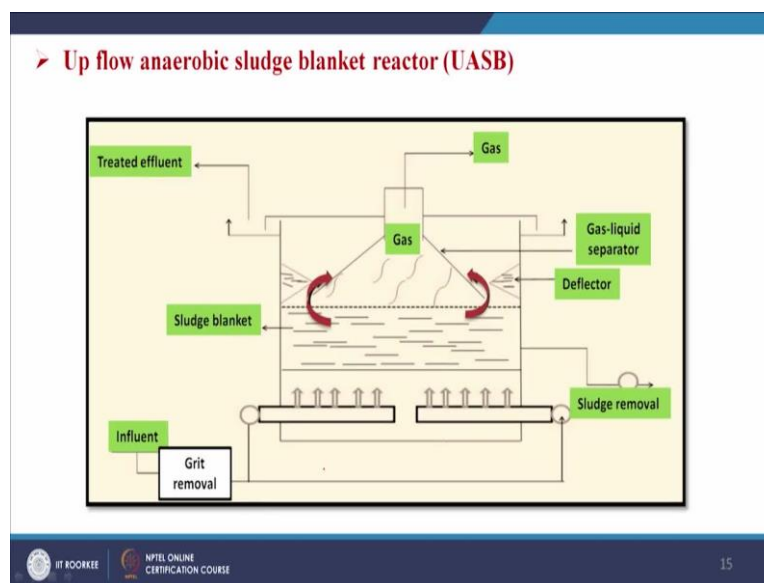 Up flow anaerobic sludge blanket reactor (UASB)
Gas
Treated effluent
Gas-liquid
separator
Gas
Deflector
Sludge blanket
Sludge removal
Influent
Grit
removal
IIT ROORKEE
NPTEL ONLINE
CERTIFICATION COURSE
15